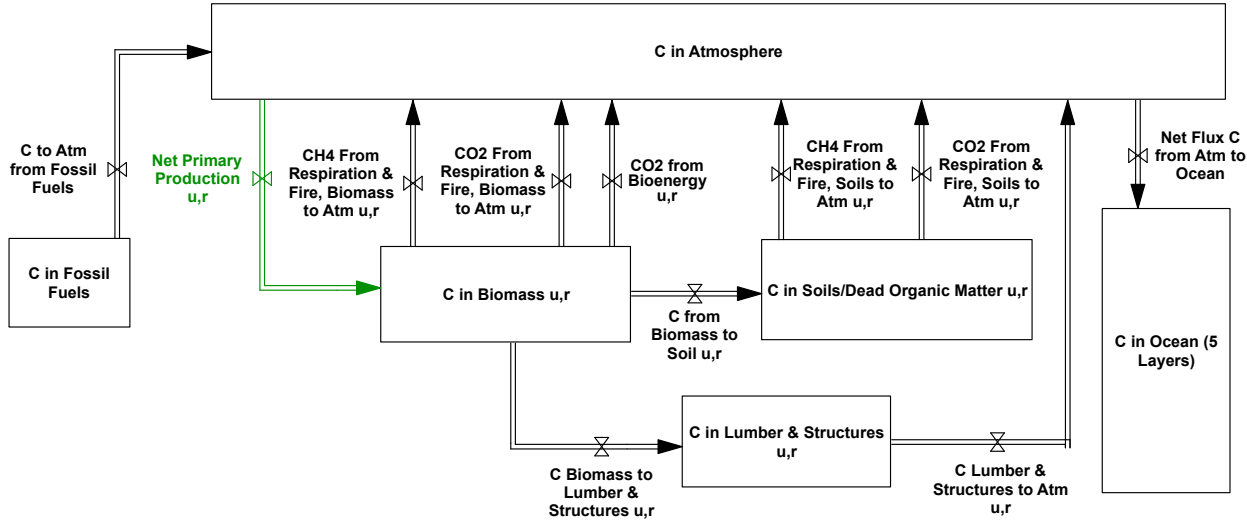 C in Atmosphere
C to Atm
from Fossil
Fuels
Net Primary
Production
u,r
CH4 From
Respiration &
Fire, Biomass
to Atm u,r
CO2 From
Respiration &
Fire, Biomass
to Atm u,r
CO2 from
Bioenergy
u,r
CH4 From
Respiration &
Fire, Soils to
Atm u,r
CO2 From
Respiration &
Fire, Soils to
Atm u,r
Net Flux C
from Atm to
Ocean
C in Fossil
Fuels
C in Biomass u,r
C in Soils/Dead Organic Matter u,r
C from
Biomass to
Soil u,r
C in Ocean (5
Layers)
C in Lumber & Structures
u,r
C Biomass to
Lumber &
Structures u,r
C Lumber &
Structures to Atm
u,r